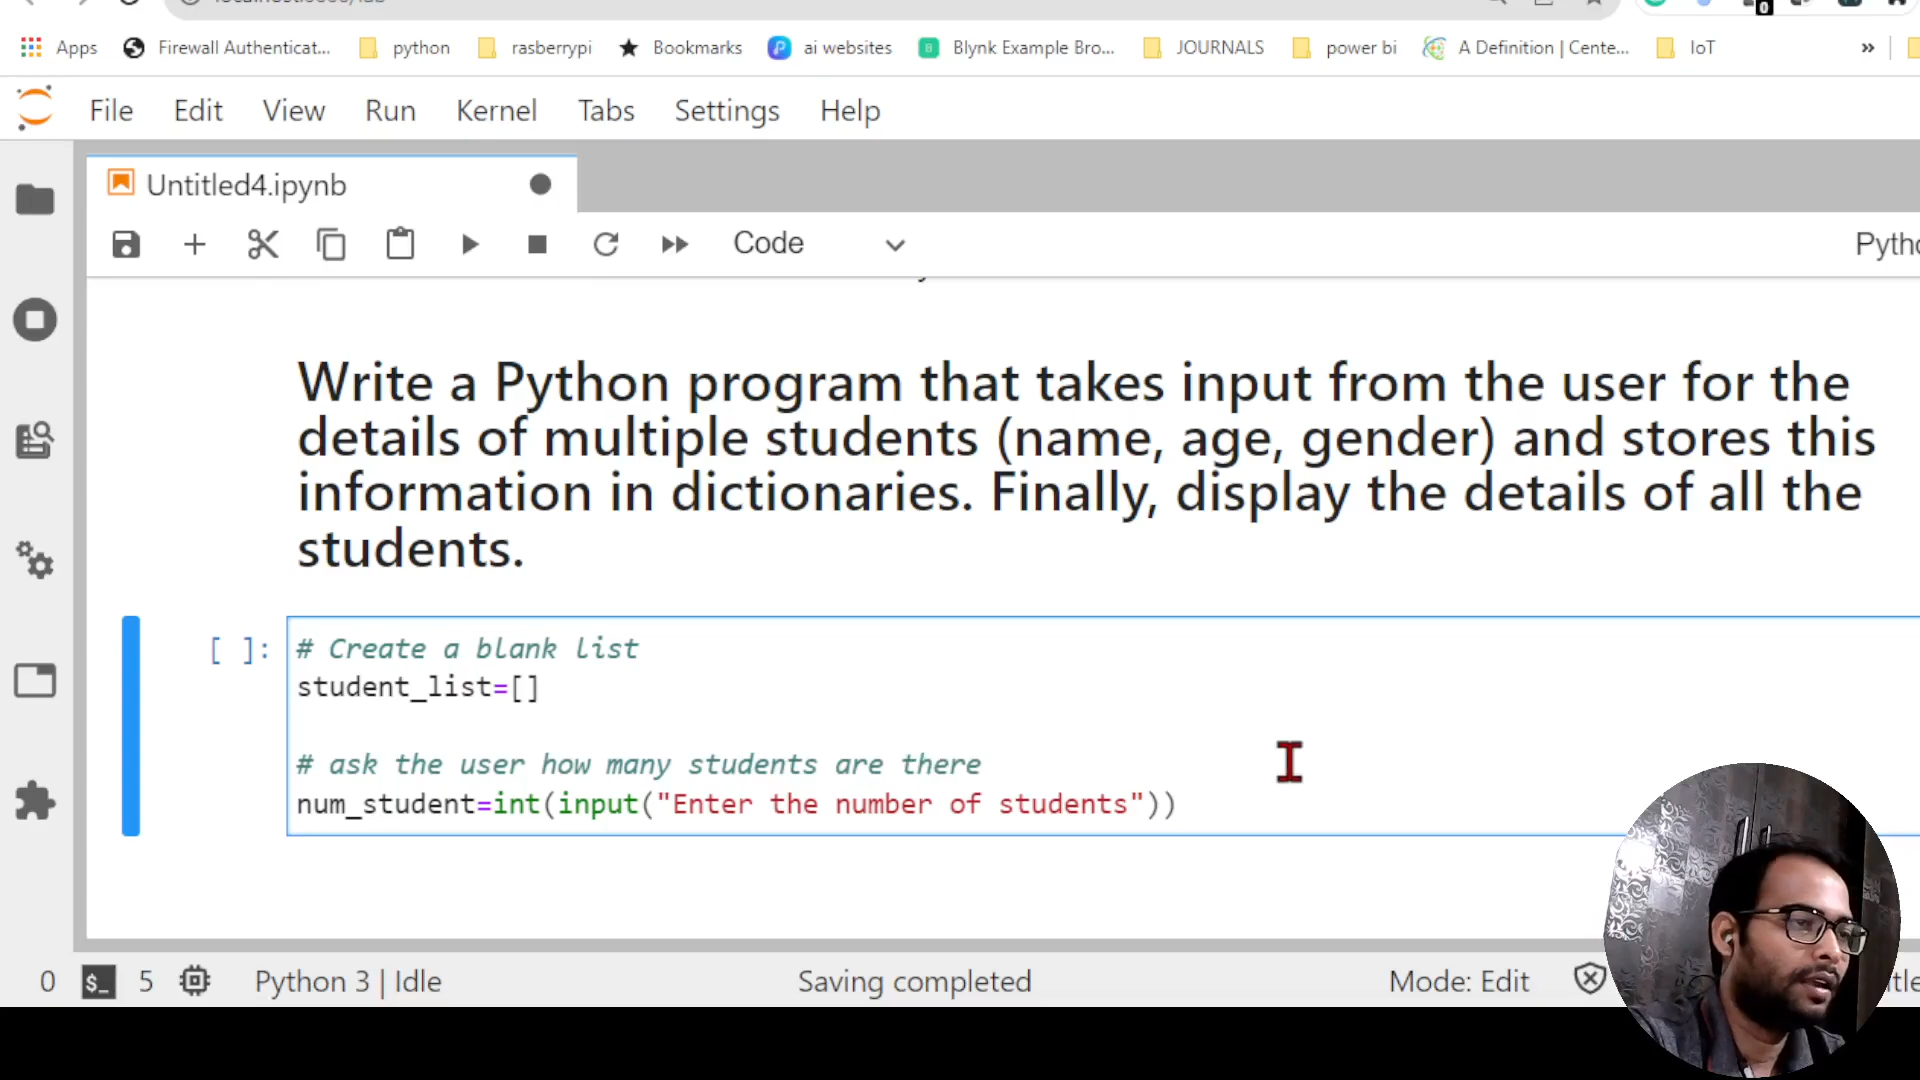 Apps Firewall Authenticat... python rasberrypi Bookmarks ai websites Blynk Example Bro... JOURNALS power bi A Definition | Cente... IoT »
File Edit View Run Kernel Tabs Settings Help
Untitled4.ipynb
Code
Write a Python program that takes input from the user for the
details of multiple students (name, age, gender) and stores this
information in dictionaries. Finally, display the details of all the
students.
[ ]: # Create a blank list
student_list=[]
# ask the user how many students are there
num_student=int(input("Enter the number of students"))
0 $_ 5 Python 3 | Idle Saving completed Mode: Edit